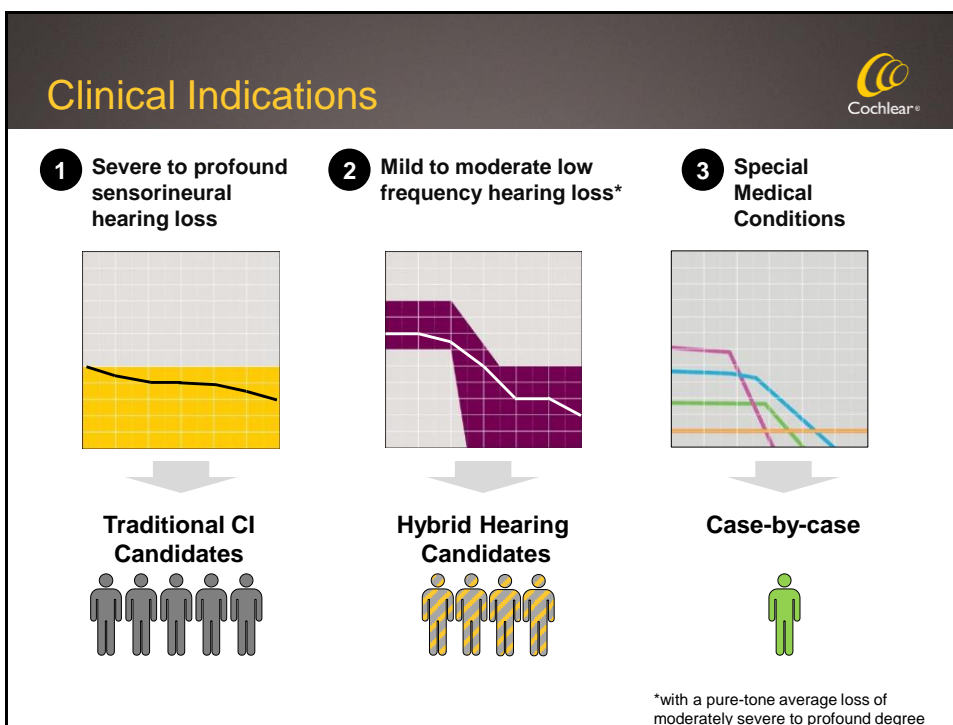 Clinical Indications
Cochlear®
1
Severe to profound
sensorineural
hearing loss
2
Mild to moderate low
frequency hearing loss*
3
Special
Medical
Conditions
Traditional CI
Candidates
Hybrid Hearing
Candidates
Case-by-case
*with a pure-tone average loss of
moderately severe to profound degree